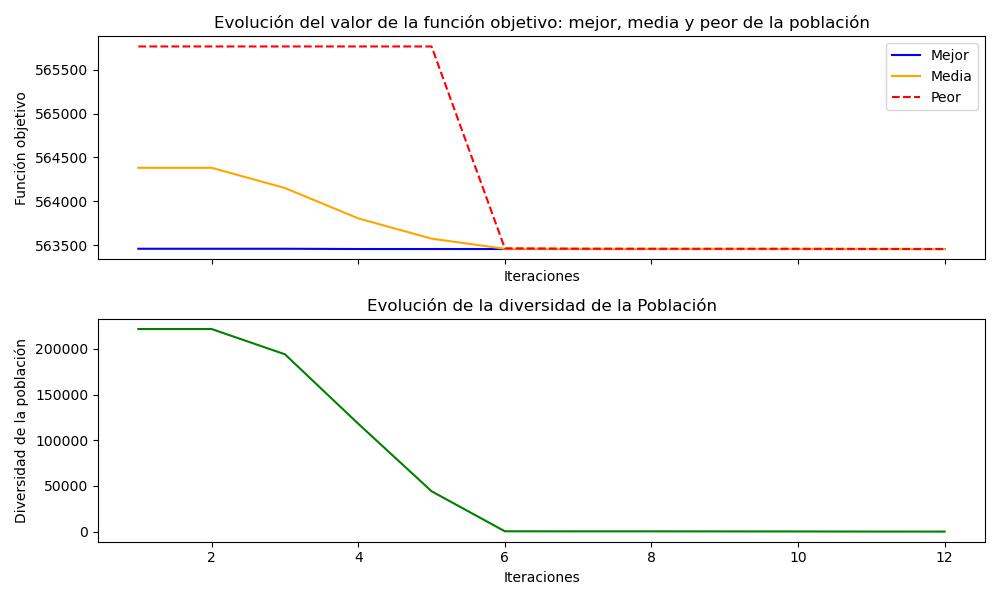 Evolución del valor de la función objetivo: mejor, media y peor de la población
Función objetivo
565500
565000
564500
564000
563500
Mejor
Media
Peor
Iteraciones
Evolución de la diversidad de la Población
Diversidad de la población
200000
150000
100000
50000
0
2 4 6 8 10 12
Iteraciones